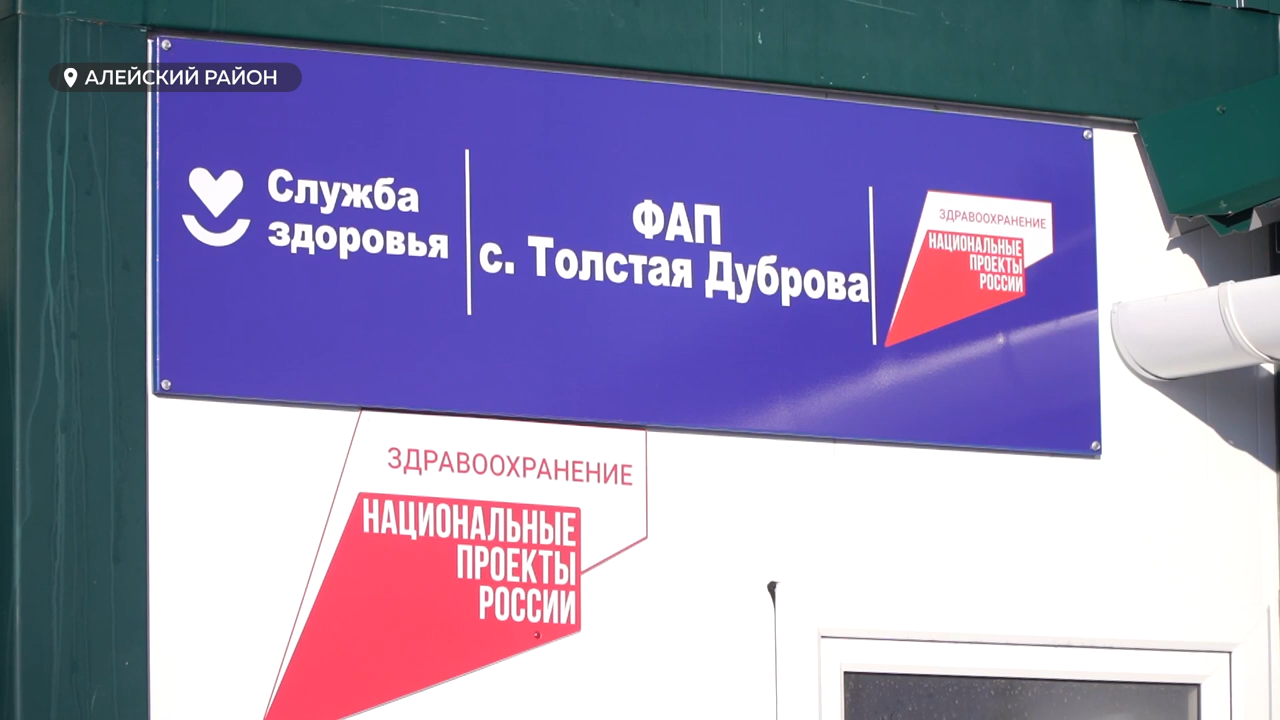 АЛЕЙСКИЙ РАЙОН
Служба
здоровья
ФАП
с. Толстая Дуброва
ЗДРАВООХРАНЕНИЕ
НАЦИОНАЛЬНЫЕ
ПРОЕКТЫ
РОССИИ
ЗДРАВООХРАНЕНИЕ
НАЦИОНАЛЬНЫЕ
ПРОЕКТЫ
РОССИИ